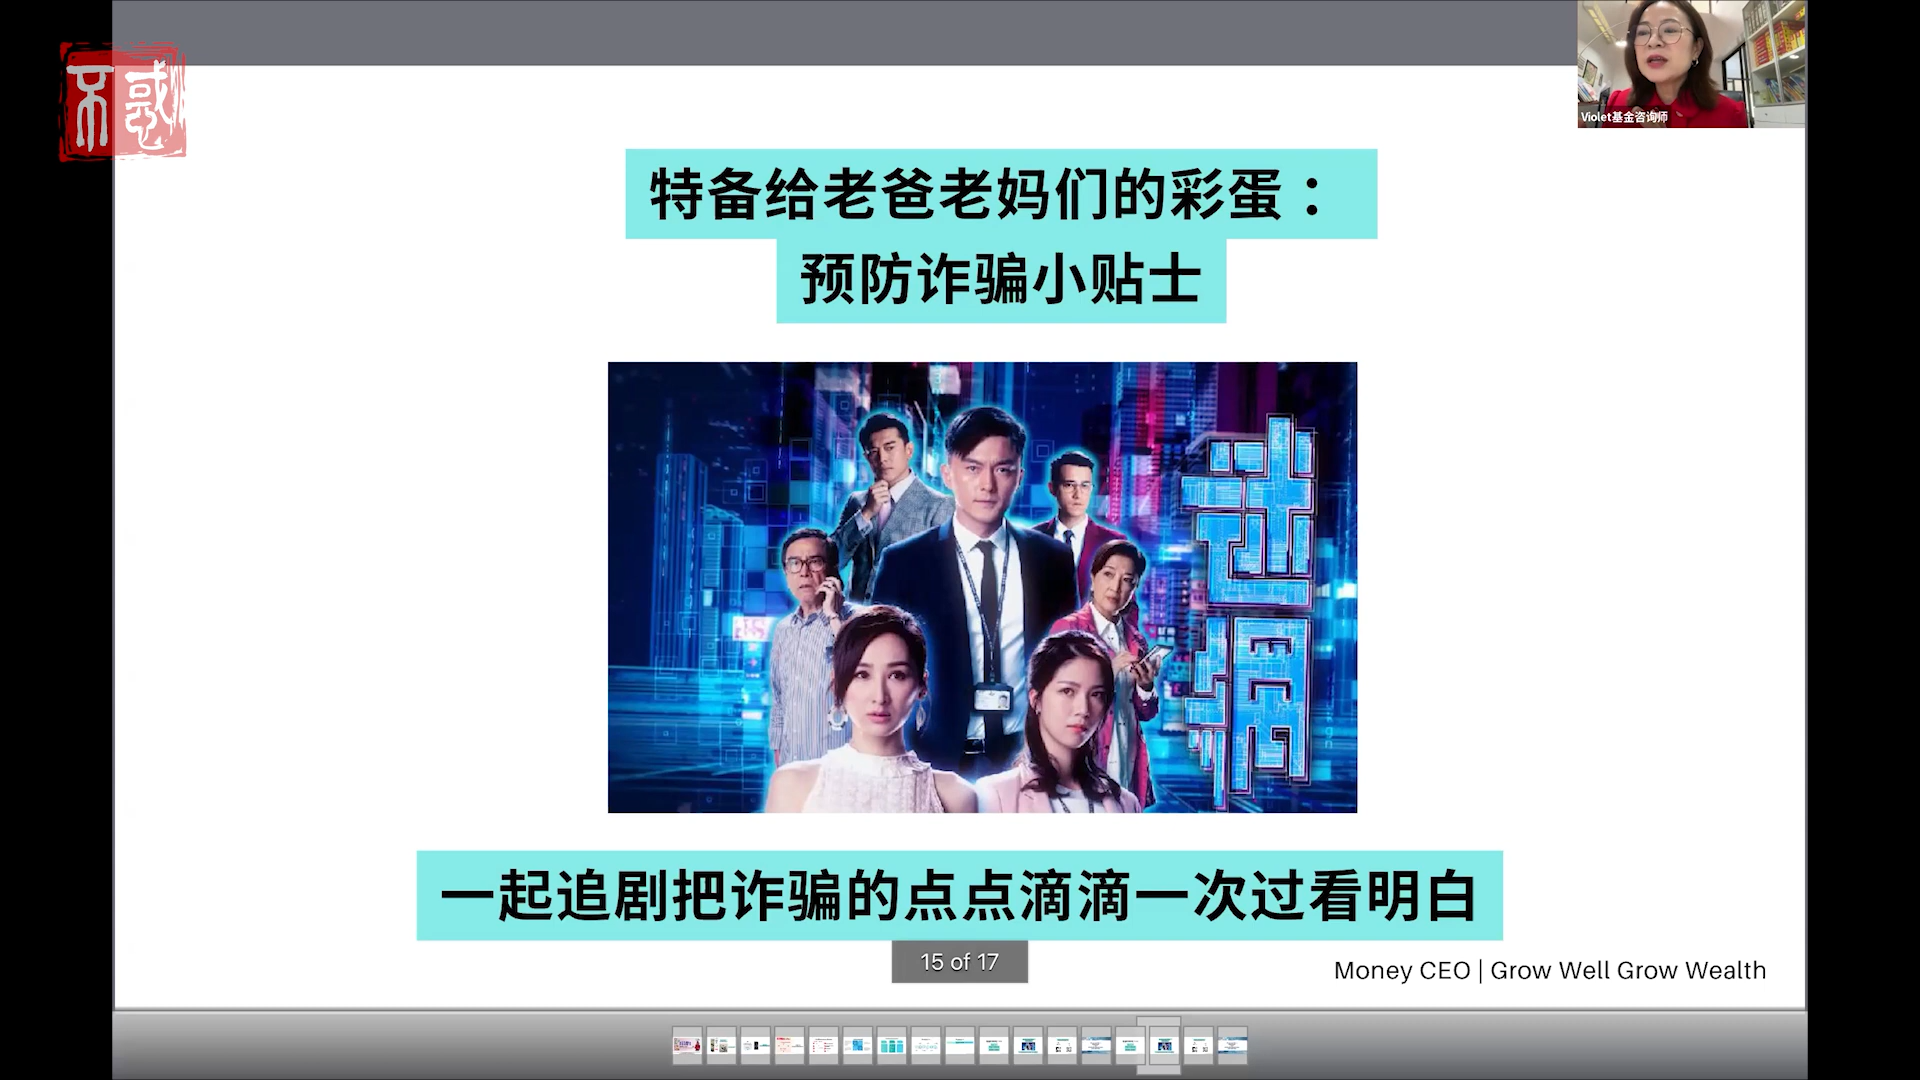 不惑
Violet基金咨询师
特备给老爸老妈们的彩蛋：
预防诈骗小贴士
一起追剧把诈骗的点点滴滴一次过看明白
15 of 17
Money CEO | Grow Well Grow Wealth